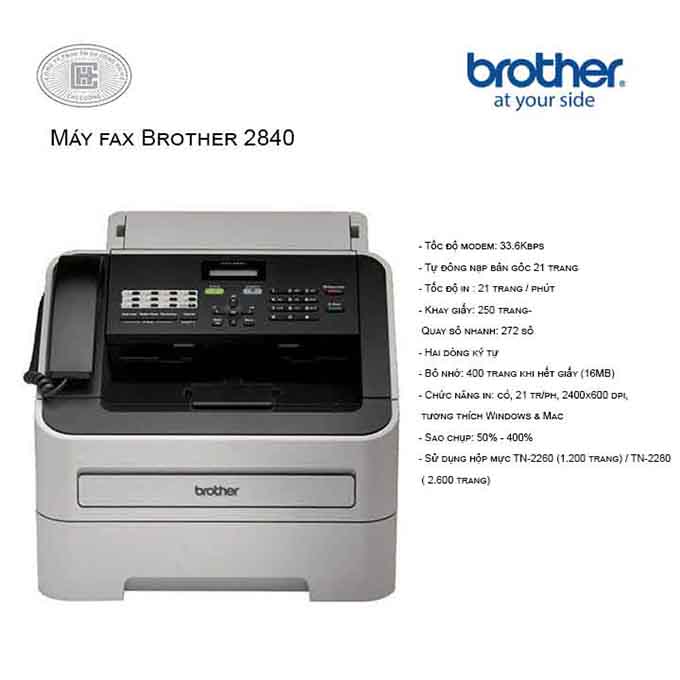 brother
at your side
Máy fax Brother 2840
- Tốc độ modem: 33.6Kbps
- Tự động nạp bản gốc 21 trang
- Tốc độ in : 21 trang / phút
- Khay giấy: 250 trang-
Quay số nhanh: 272 số
- Hai dòng ký tự
- Bộ nhớ: 400 trang khi hết giấy (16MB)
- Chức năng in: có, 21 tr/ph, 2400x600 dpi,
tương thích Windows & Mac
- Sao chụp: 50% - 400%
- Sử dụng hộp mực TN-2260 (1.200 trang) / TN-2280
( 2.600 trang)
brother